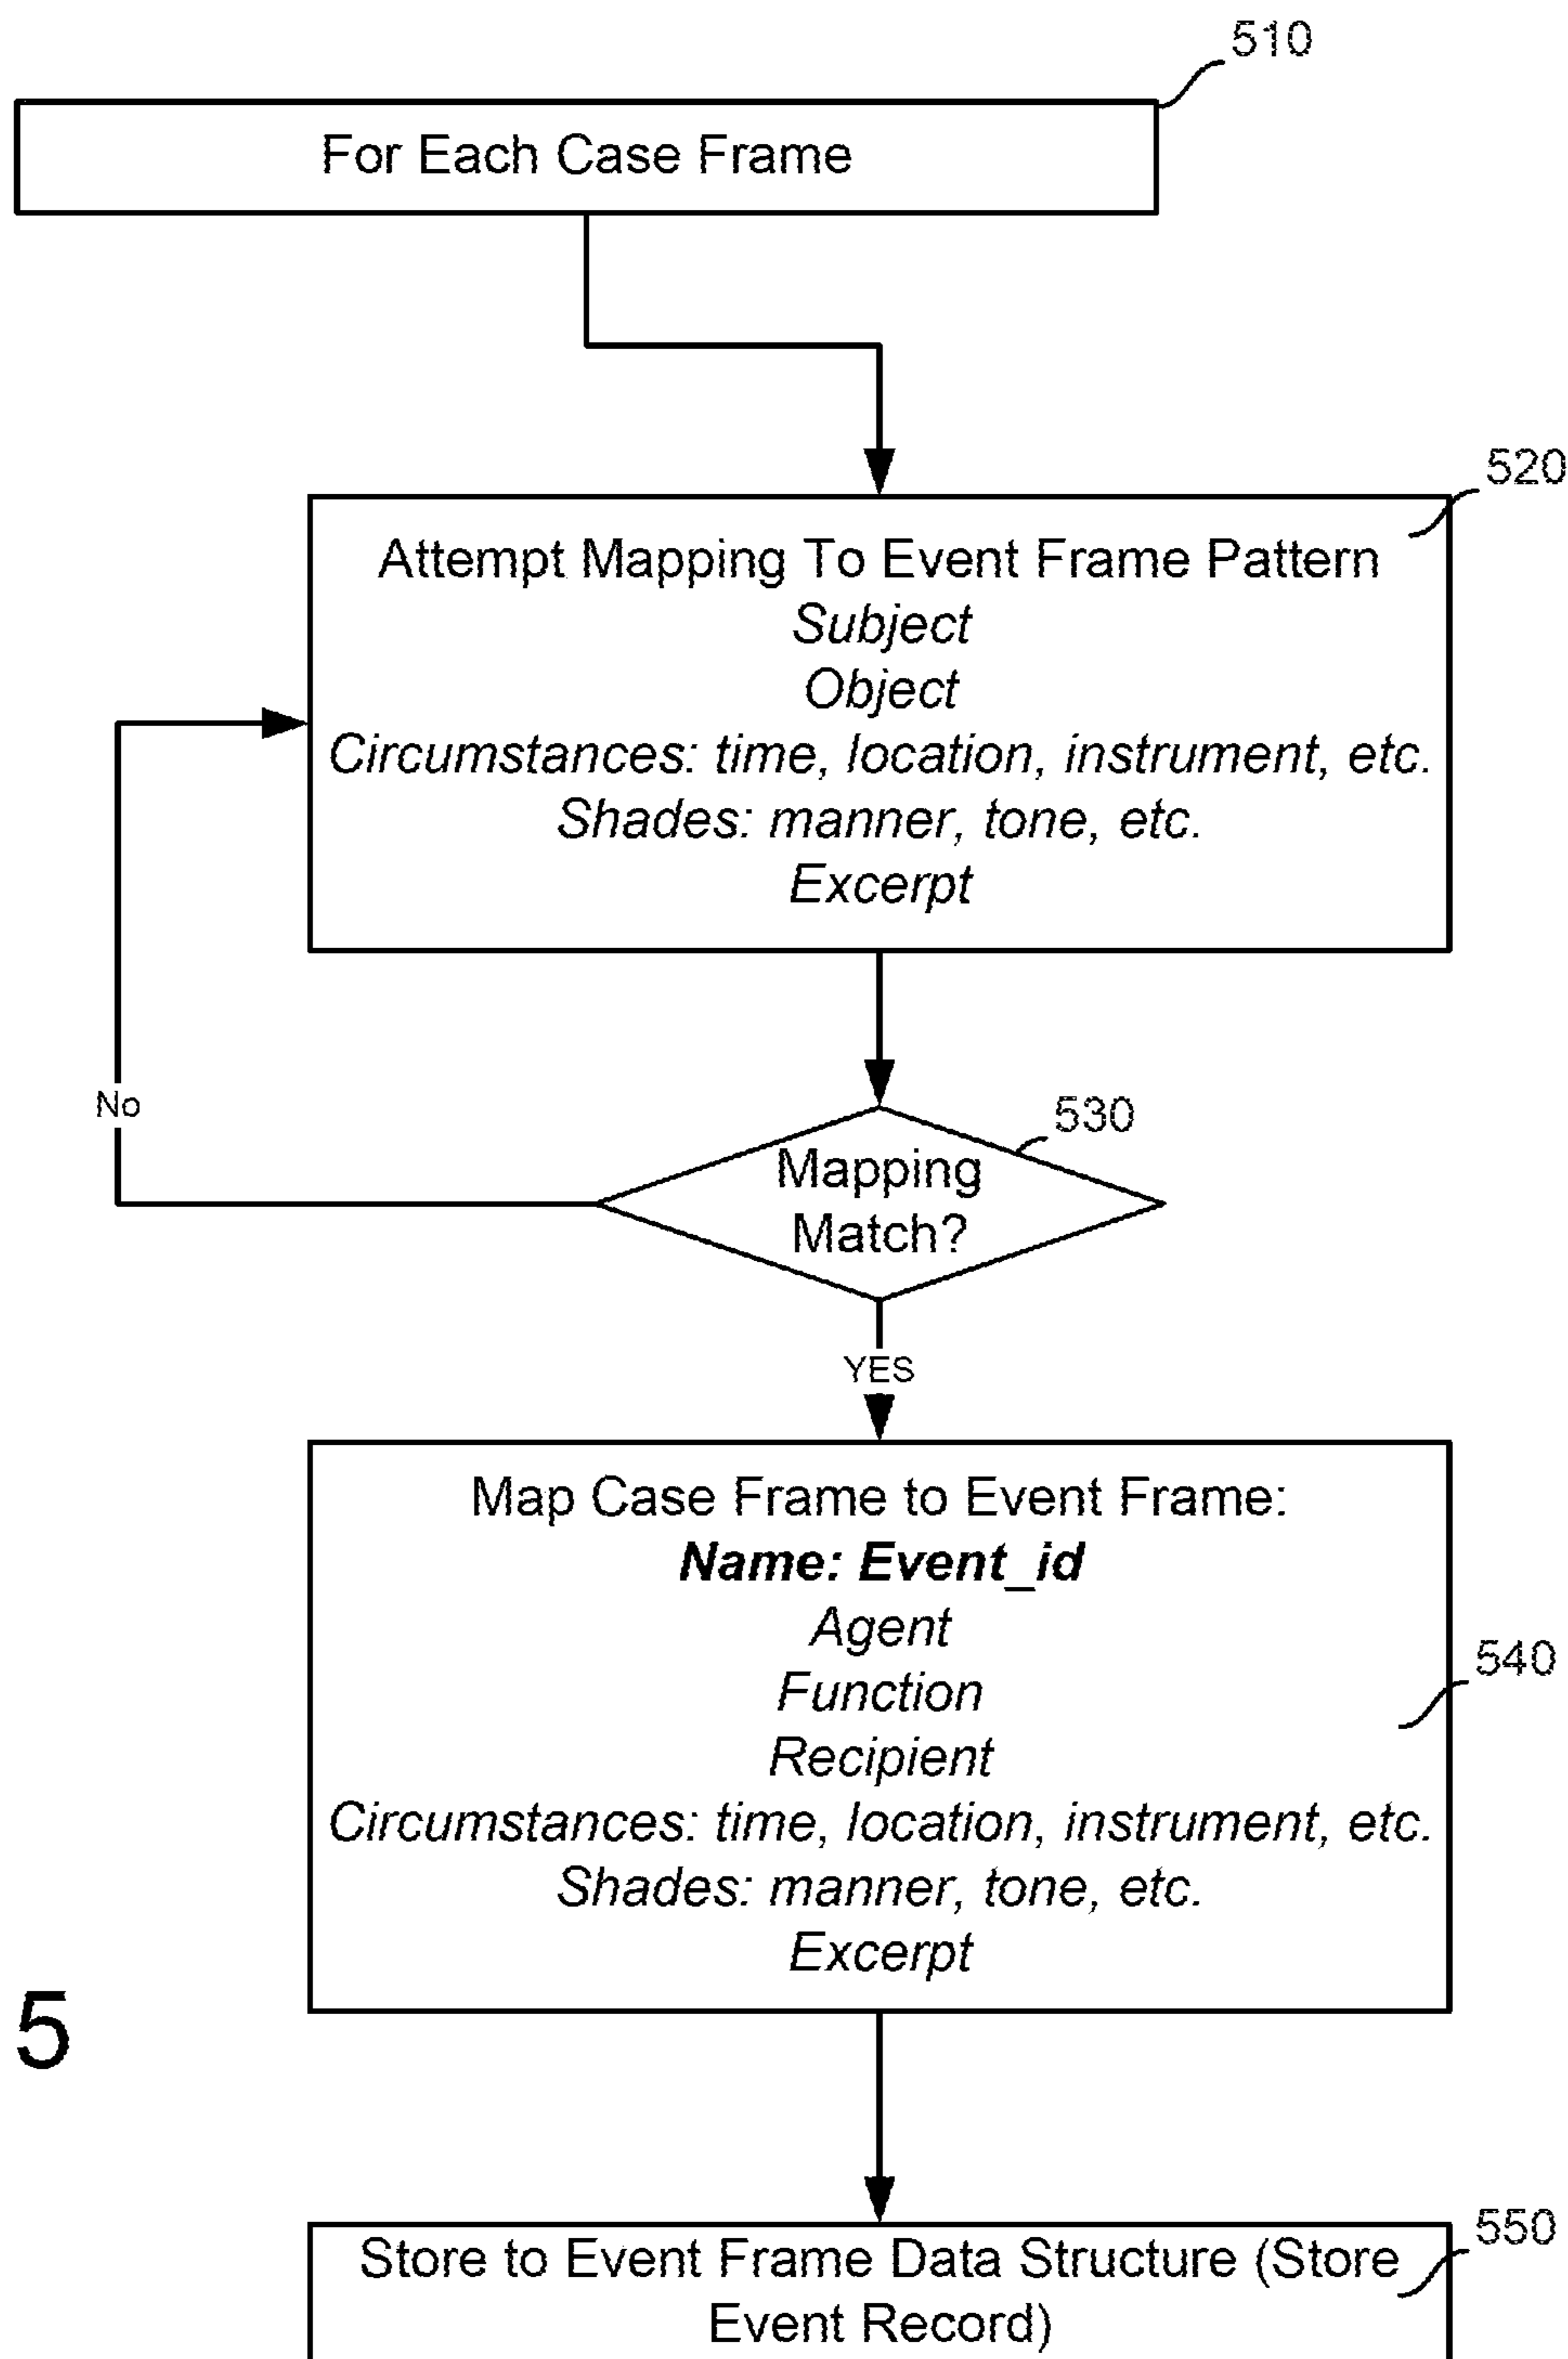 510
For Each Case Frame
520
Attempt Mapping To Event Frame Pattern
Subject
Object
Circumstances: time, location, instrument, etc.
Shades: manner, tone, etc.
Excerpt
No
530
Mapping
Match?
YES
Map Case Frame to Event Frame:
Name: Event_id
Agent
Function
540
Recipient
Circumstances: time, location, instrument, etc.
Shades: manner, tone, etc.
Excerpt
5
550
Store to Event Frame Data Structure (Store
Event Record)